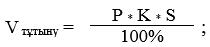 V тұтыну = P * K * S / 100% ;